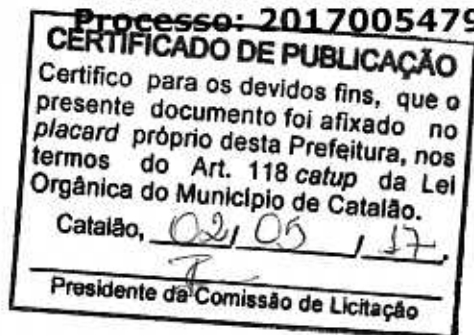 Processo: 2017005479
CERTIFICADO DE PUBLICAÇÃO
Certifico para os devidos fins, que o
presente documento foi afixado no
placard próprio desta Prefeitura, nos
termos do Art. 118 catup da Lei
Orgânica do Município de Catalão.
Catalão, 02, 05 / 17.
Presidente da Comissão de Licitação